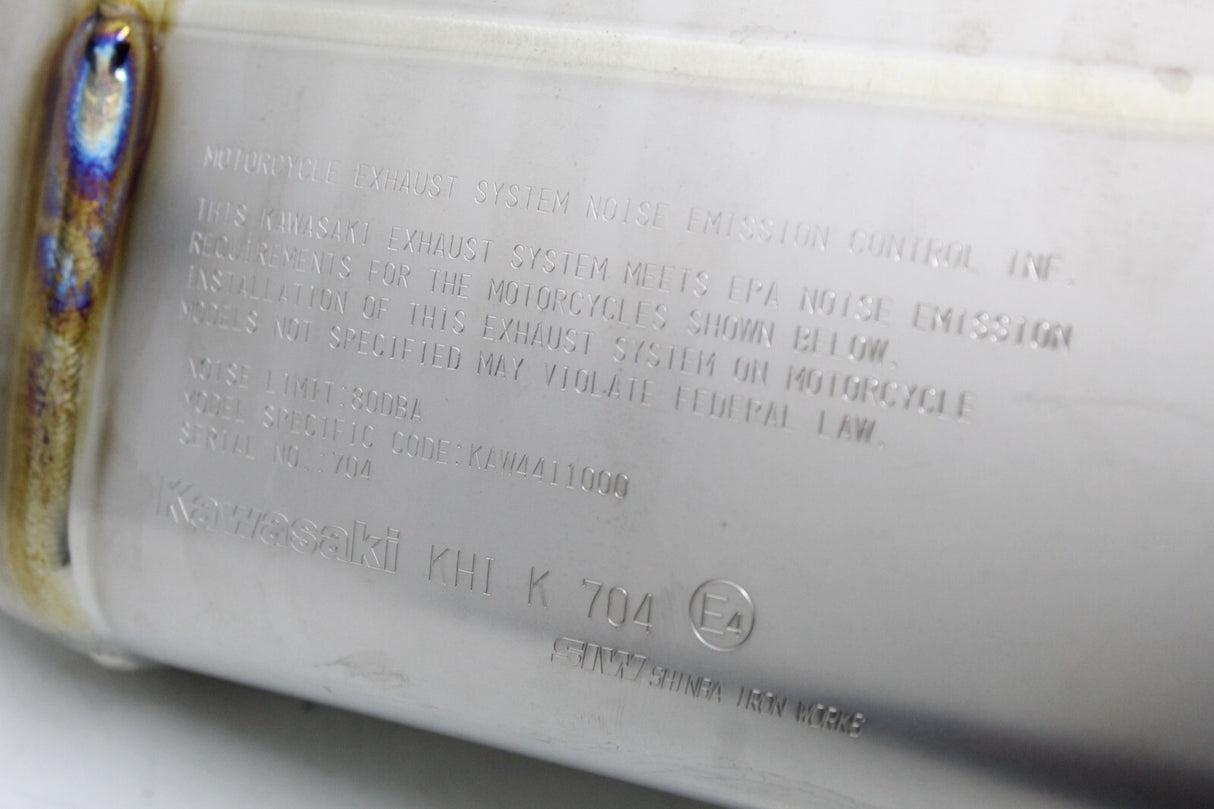 MOTORCYCLE EXHAUST SYSTEM NOISE EMISSION CONTROL INF.
THIS KAWASAKI EXHAUST SYSTEM MEETS EPA NOISE EMISSION
REQUIREMENTS FOR THE MOTORCYCLES SHOWN BELOW.
INSTALLATION OF THIS EXHAUST SYSTEM ON MOTORCYCLE
MODELS NOT SPECIFIED MAY VIOLATE FEDERAL LAW.
NOISE LIMIT:80DBA
MODEL SPECIFIC CODE:KAW4411000
SERIAL NO.:704
Kawasaki KHI K 704 E4
SIW SHINBA IRON WORKS